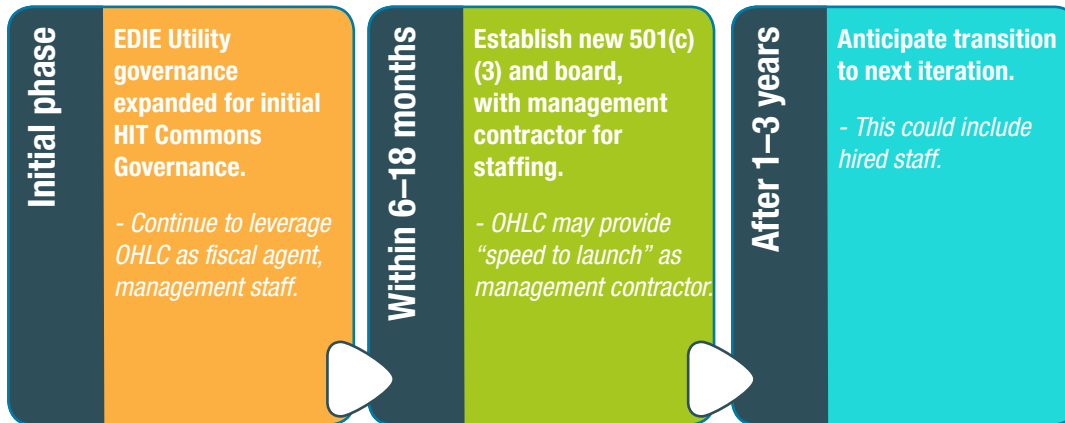 Initial phase
EDIE Utility
governance
expanded for initial
HIT Commons
Governance.
- Continue to leverage
OHLC as fiscal agent,
management staff.
Within 6–18 months
Establish new 501(c)
(3) and board,
with management
contractor for
staffing.
- OHLC may provide
“speed to launch” as
management contractor.
After 1–3 years
Anticipate transition
to next iteration.
- This could include
hired staff.